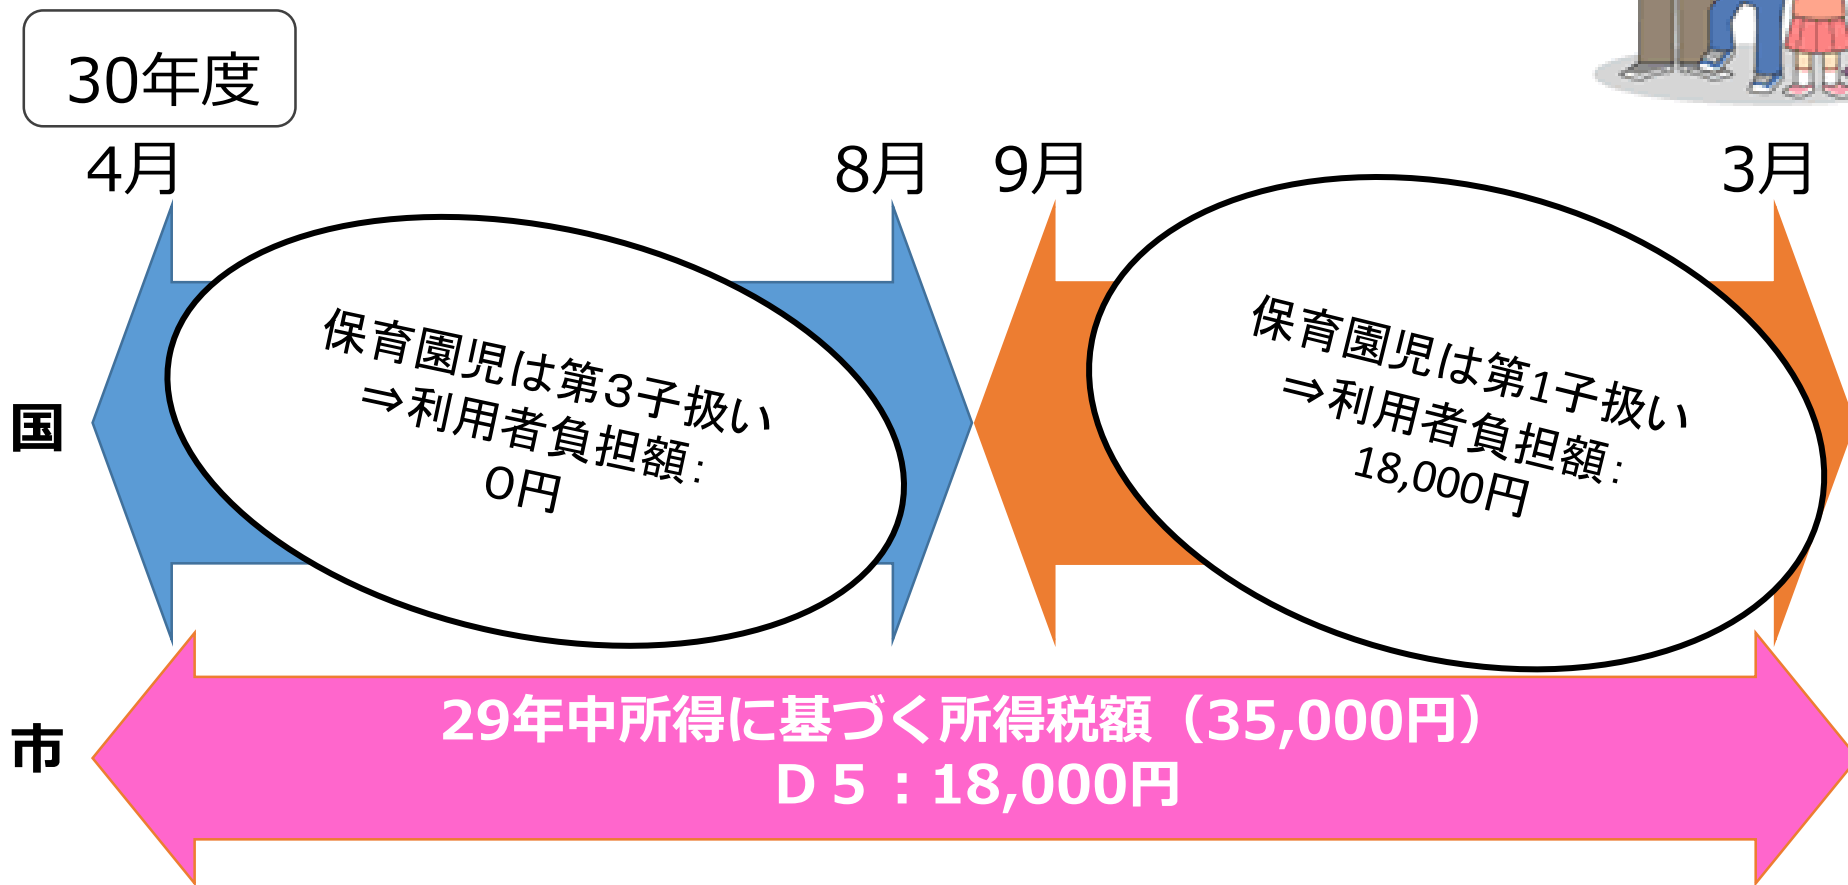 30年度
4月
8月
9月
3月
国
保育園児は第３子扱い
⇒利用者負担額：
０円
保育園児は第1子扱い
⇒利用者負担額：
18,000円
市
29年中所得に基づく所得税額（35,000円）
Ｄ５：18,000円